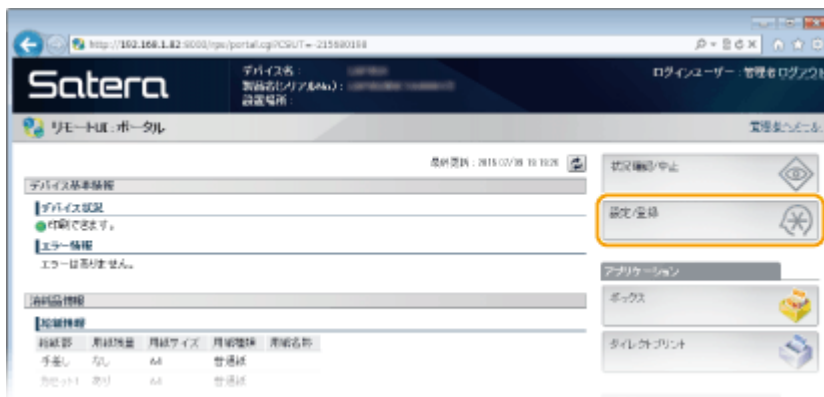 http://192.168.1.82:8000/rps/portal.cgi?CSUT=-215680188
Satera
デバイス名 :
製品名(シリアルNo.) :
設置場所 :
ログインユーザー : 管理者 ログアウト
リモートUI : ポータル
管理者へメール
最終更新 :
デバイス基本情報
デバイス状況
印刷できます。
エラー情報
エラーはありません。
消耗品情報
給紙情報
給紙部 用紙残量 用紙サイズ 用紙種類 用紙名称
手差し なし A4 普通紙
カセット1 あり A4 普通紙
状況確認/中止
設定/登録
アプリケーション
ボックス
ダイレクトプリント